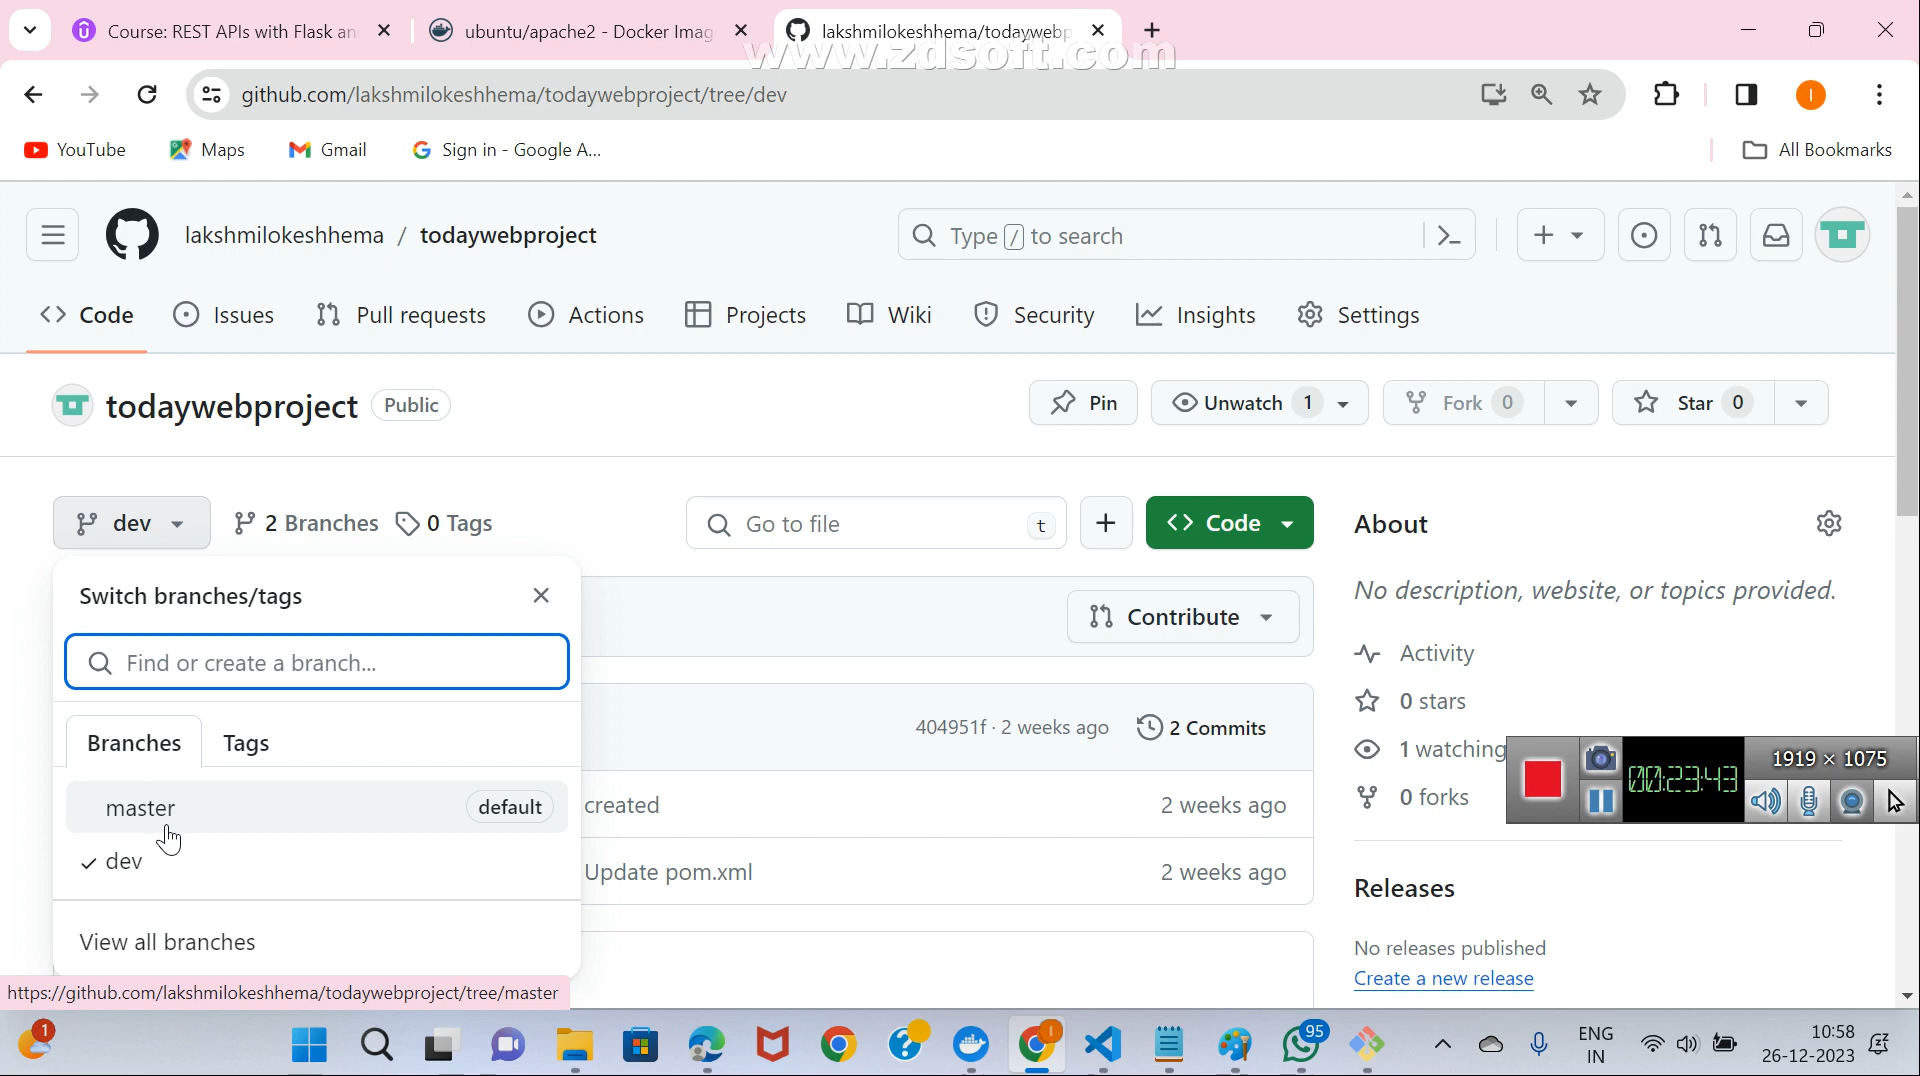 Course: REST APIs with Flask an
ubuntu/apache2 - Docker Imag
lakshmilokeshhema/todaywebp
www.zdsoft.com
github.com/lakshmilokeshhema/todaywebproject/tree/dev
I
YouTube
Maps
Gmail
Sign in - Google A...
All Bookmarks
lakshmilokeshhema / todaywebproject
Type / to search
Code
Issues
Pull requests
Actions
Projects
Wiki
Security
Insights
Settings
todaywebproject
Public
Pin
Unwatch 1
Fork 0
Star 0
dev
2 Branches
0 Tags
Go to file
t
Code
About
Switch branches/tags
No description, website, or topics provided.
Contribute
Find or create a branch...
Activity
404951f · 2 weeks ago
2 Commits
0 stars
Branches
Tags
1 watching
00:23:43
1919 × 1075
master
default
created
2 weeks ago
0 forks
dev
Update pom.xml
2 weeks ago
Releases
View all branches
No releases published
Create a new release
https://github.com/lakshmilokeshhema/todaywebproject/tree/master
1
1
95
ENG
IN
10:58
26-12-2023